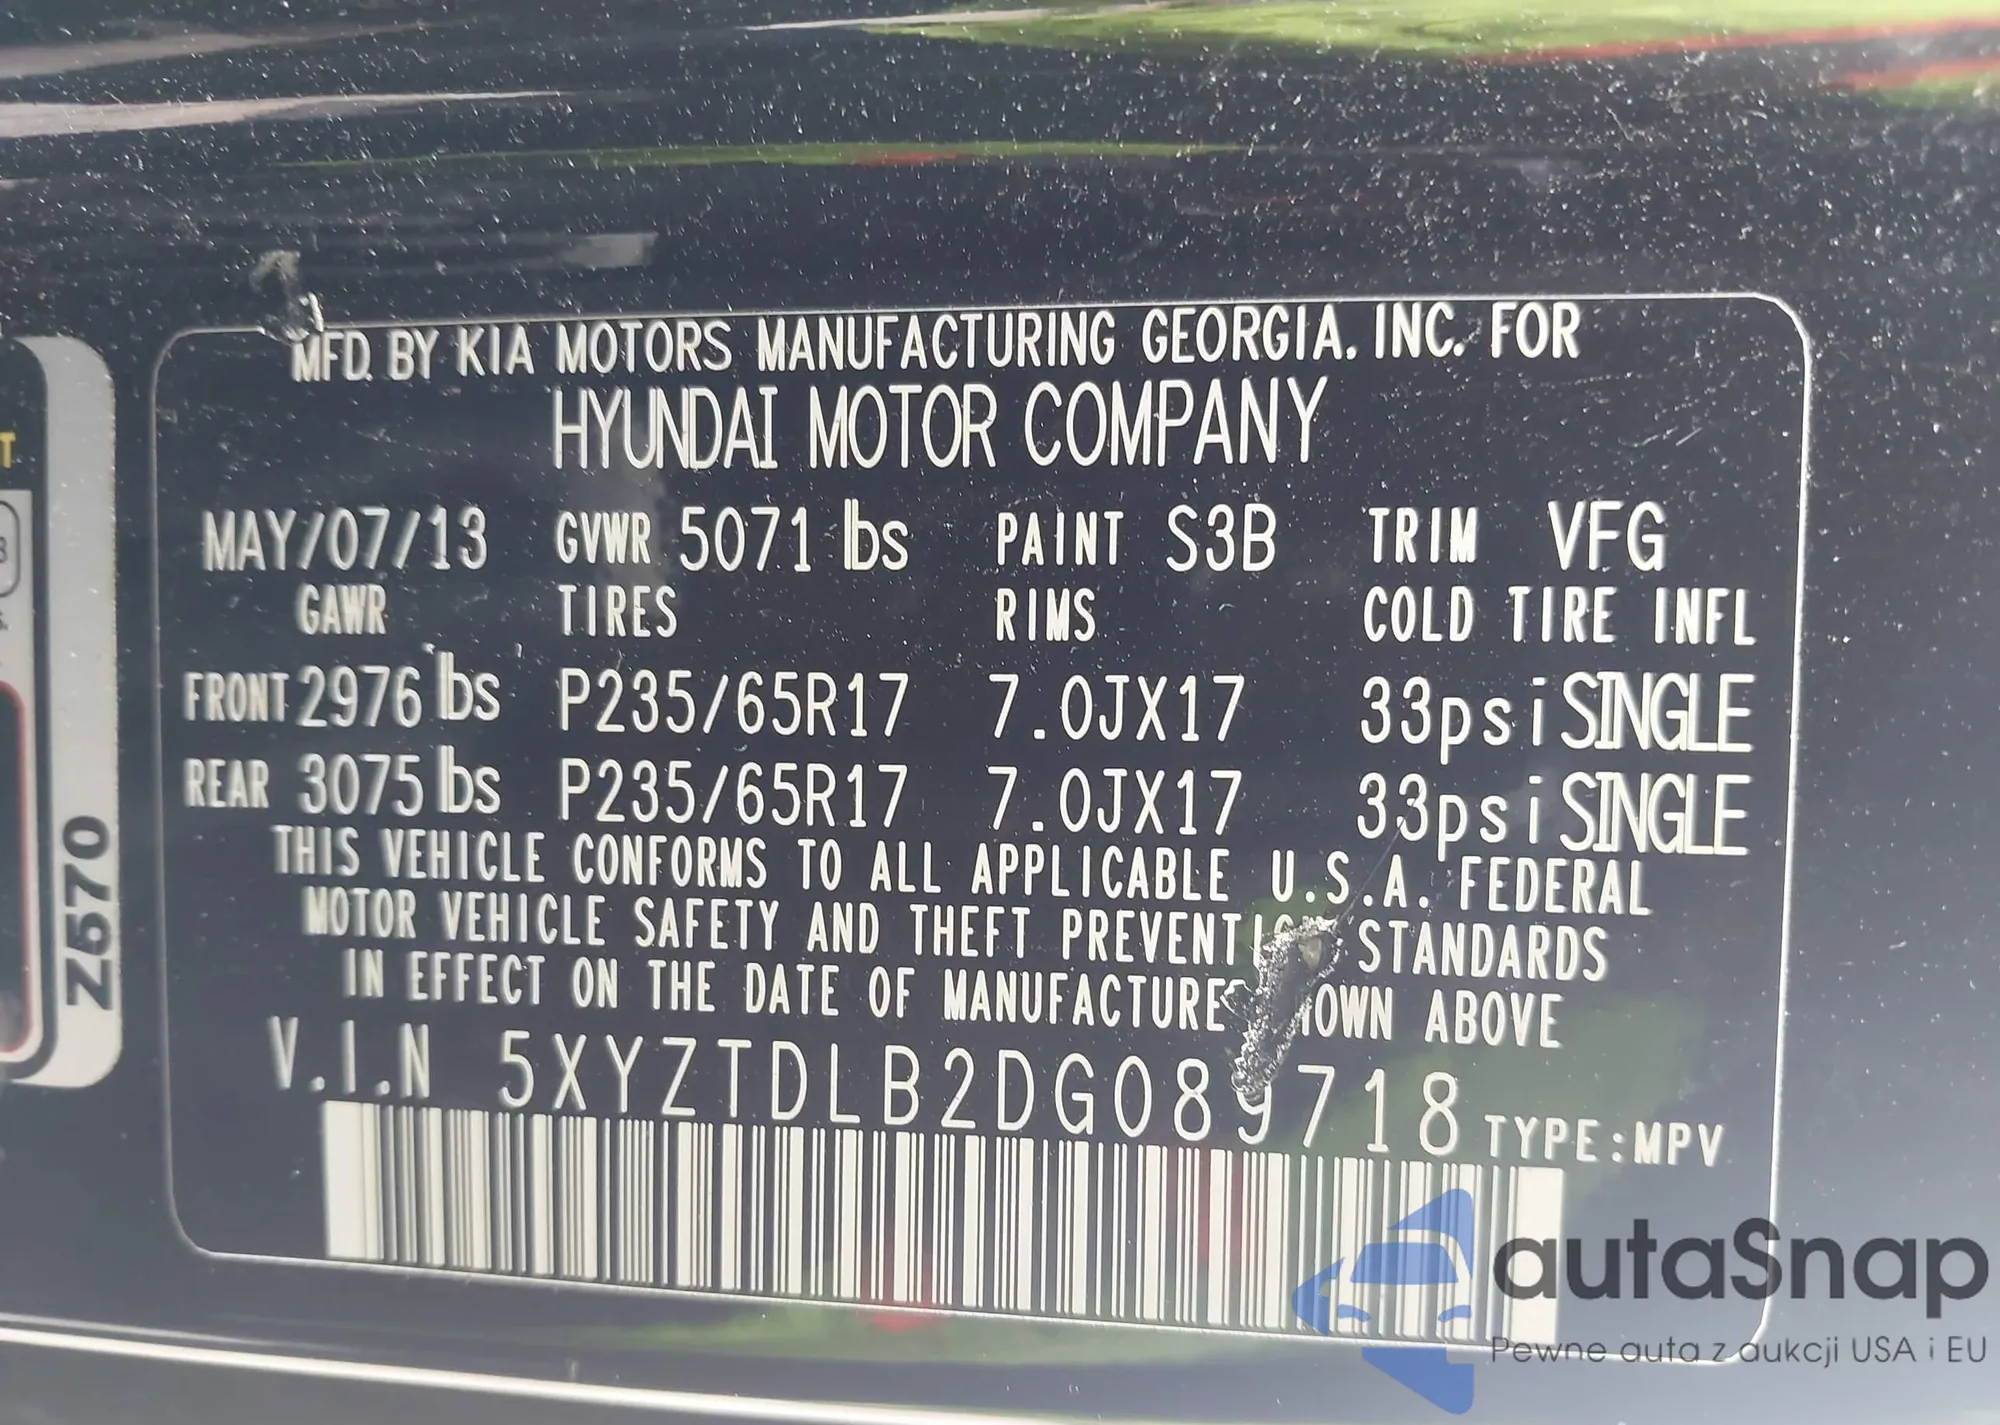 MFD. BY KIA MOTORS MANUFACTURING GEORGIA. INC. FOR
HYUNDAI MOTOR COMPANY
MAY/07/13 GVWR 5071 lbs PAINT S3B TRIM VFG
GAWR TIRES RIMS COLD TIRE INFL
FRONT 2976 lbs P235/65R17 7.0JX17 33psi SINGLE
REAR 3075 lbs P235/65R17 7.0JX17 33psi SINGLE
THIS VEHICLE CONFORMS TO ALL APPLICABLE U.S.A. FEDERAL
MOTOR VEHICLE SAFETY AND THEFT PREVENTION STANDARDS
IN EFFECT ON THE DATE OF MANUFACTURE SHOWN ABOVE
V.I.N 5XYZTDLB2DG089718 TYPE:MPV
Z570
autaSnap
Pewne auta z aukcji USA i EU